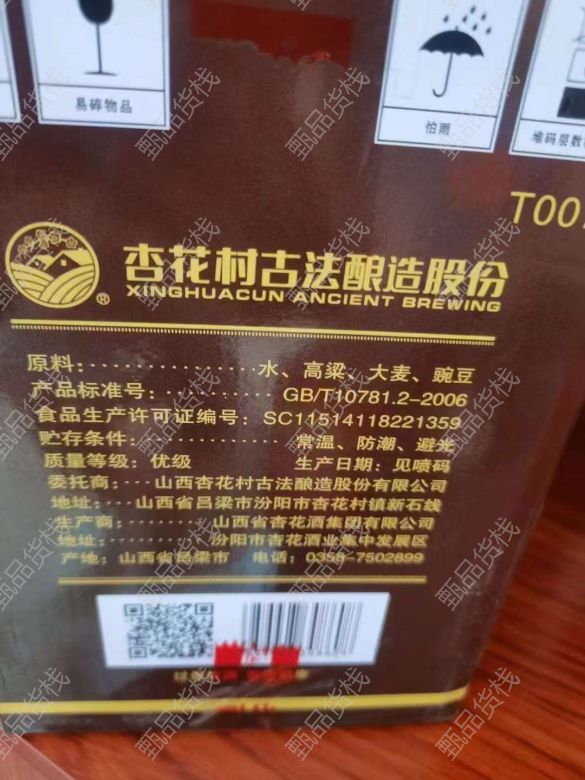 易碎物品
怕雨
堆码层数
T00
杏花村古法酿造股份
®
XINGHUACUN ANCIENT BREWING
原料:················水、高粱、大麦、豌豆
产品标准号:··········GB/T10781.2-2006
食品生产许可证编号: SC11514118221359
贮存条件:············常温、防潮、避光
质量等级: 优级 生产日期: 见喷码
委托商:···山西杏花村古法酿造股份有限公司
地址:···山西省吕梁市汾阳市杏花村镇新石线
生产商:········山西省杏花酒集团有限公司
地址:········汾阳市杏花酒业集中发展区
产地: 山西省吕梁市 电话: 0358-7502899
甄品货栈